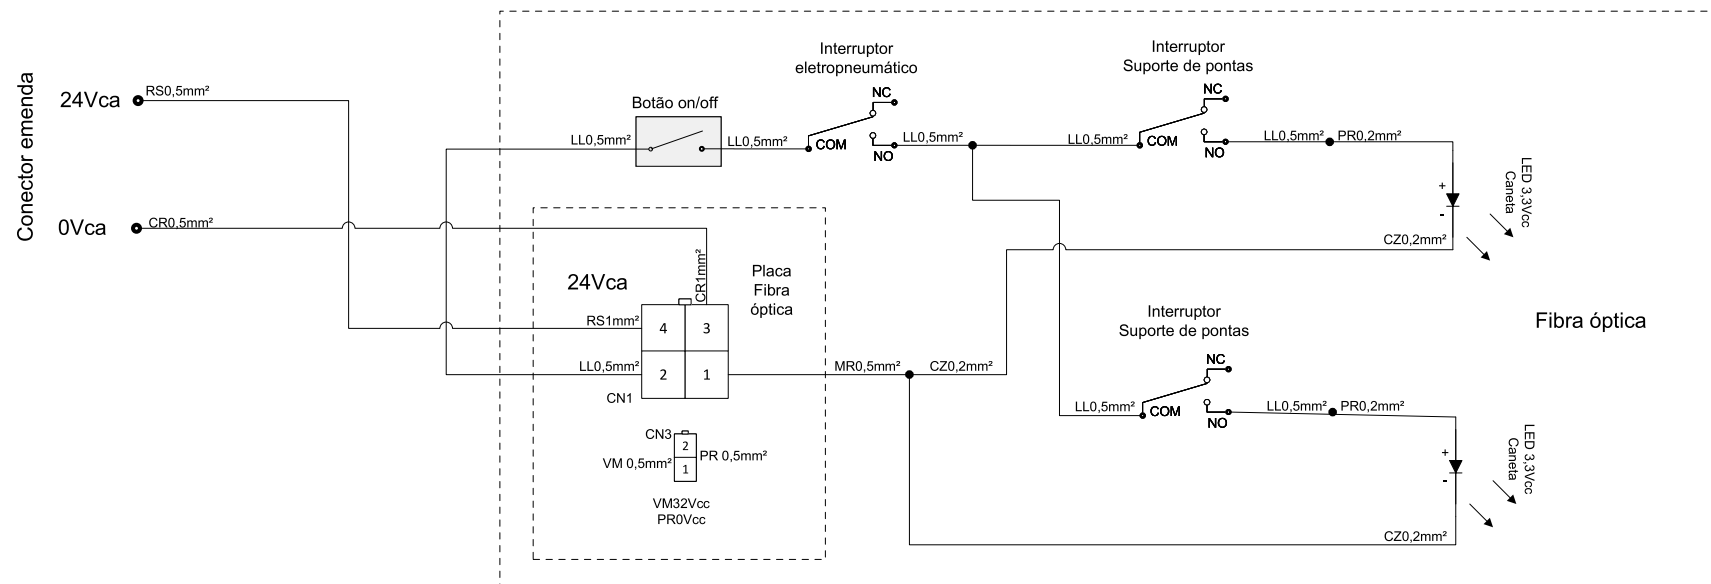 Conector emenda
24Vca
RS0,5mm²
0Vca
CR0,5mm²
Botão on/off
LL0,5mm²
LL0,5mm²
Interruptor
eletropneumático
NC
COM
NO
LL0,5mm²
Interruptor
Suporte de pontas
NC
LL0,5mm²
COM
NO
LL0,5mm²
PR0,2mm²
LED 3,3Vcc
Caneta
+
-
CZ0,2mm²
24Vca
CR1mm²
Placa
Fibra
óptica
RS1mm²
4
3
LL0,5mm²
2
1
CN1
MR0,5mm²
CZ0,2mm²
CN3
2
PR 0,5mm²
VM 0,5mm²
1
VM32Vcc
PR0Vcc
Interruptor
Suporte de pontas
NC
LL0,5mm²
COM
NO
LL0,5mm²
PR0,2mm²
LED 3,3Vcc
Caneta
+
-
CZ0,2mm²
Fibra óptica